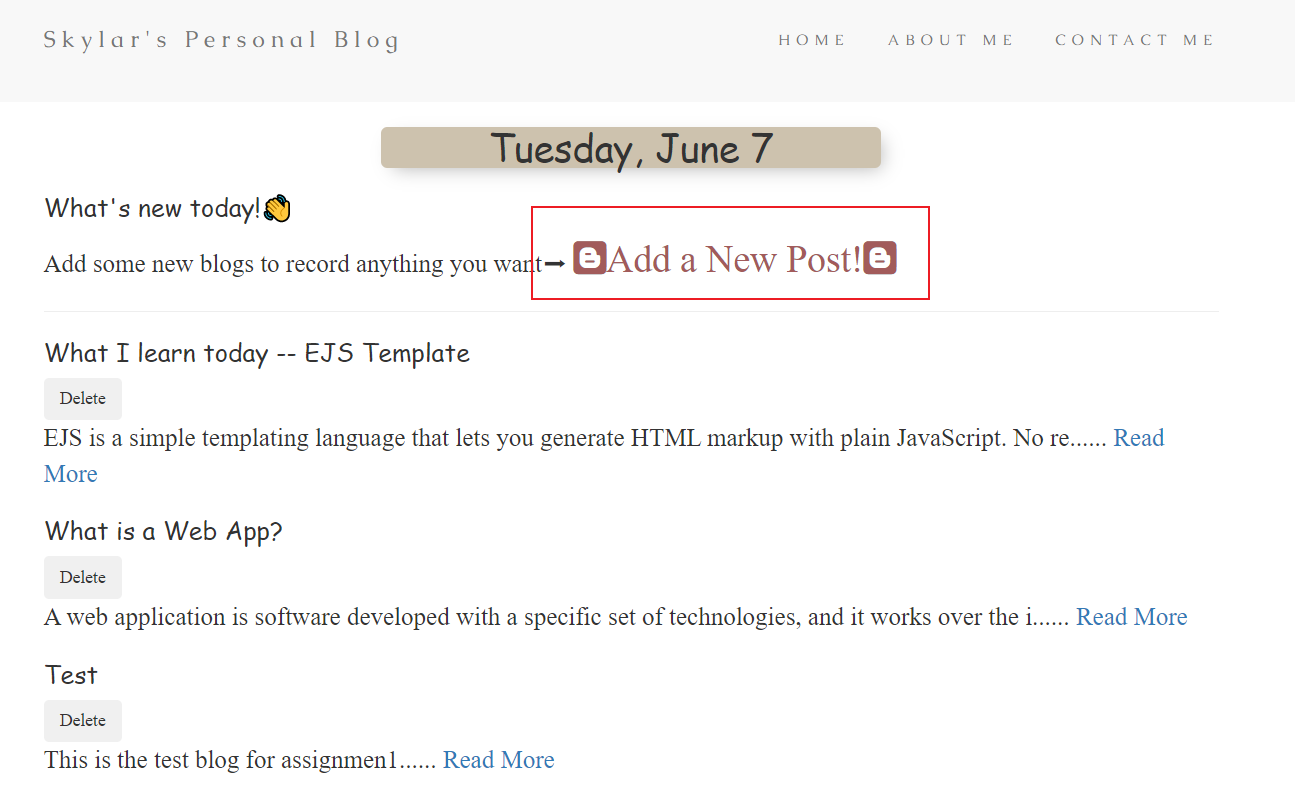 Skylar's Personal Blog
HOME ABOUT ME CONTACT ME
Tuesday, June 7
What's new today!👋
Add some new blogs to record anything you want➞ Add a New Post!
What I learn today -- EJS Template
Delete
EJS is a simple templating language that lets you generate HTML markup with plain JavaScript. No re...... Read
More
What is a Web App?
Delete
A web application is software developed with a specific set of technologies, and it works over the i...... Read More
Test
Delete
This is the test blog for assignmen1...... Read More